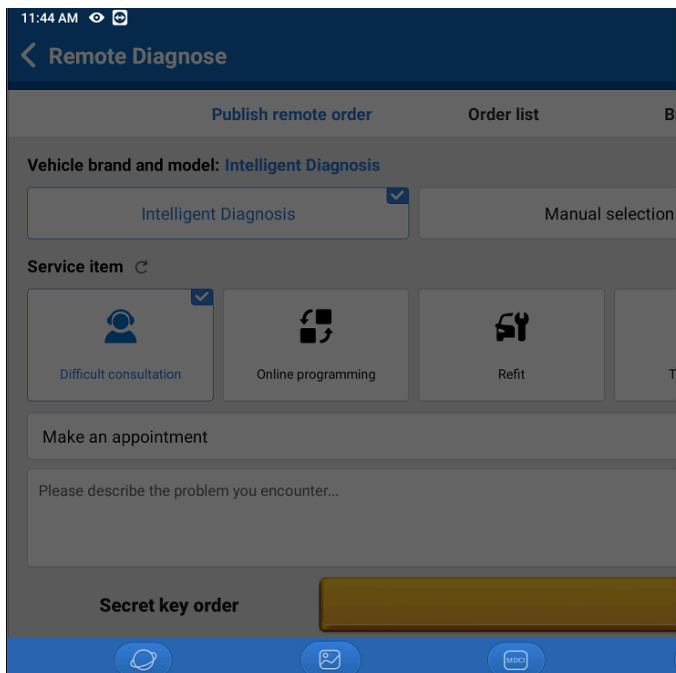 11:44 AM
Remote Diagnose
Publish remote order Order list B
Vehicle brand and model: Intelligent Diagnosis
Intelligent Diagnosis Manual selection
Service item
Difficult consultation Online programming Refit T
Make an appointment
Please describe the problem you encounter...
Secret key order
MDCI